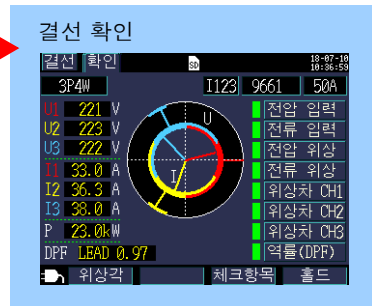 결선 확인
결선 확인 SD 18-07-10 10:36:59
3P4W I123 9661 50A
U1 221 V 전압 입력
U2 223 V 전류 입력
U3 222 V 전압 위상
I1 33.0 A 전류 위상
I2 36.3 A 위상차 CH1
I3 38.0 A 위상차 CH2
P 23.0kW 위상차 CH3
DPF LEAD 0.97 역률(DPF)
U
I
위상각 체크항목 홀드